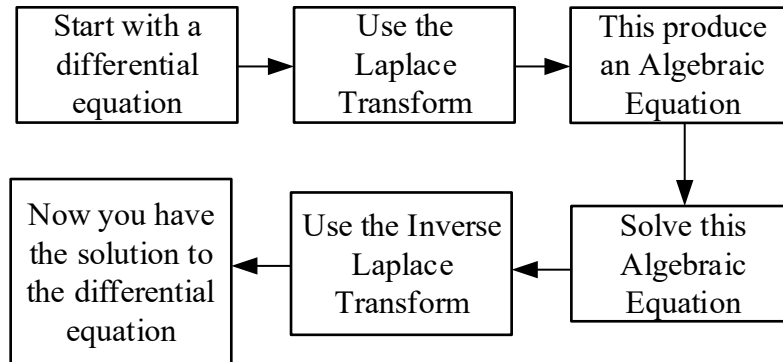 Start with a
differential
equation
Use the
Laplace
Transform
This produce
an Algebraic
Equation
Solve this
Algebraic
Equation
Use the Inverse
Laplace
Transform
Now you have
the solution to
the differential
equation